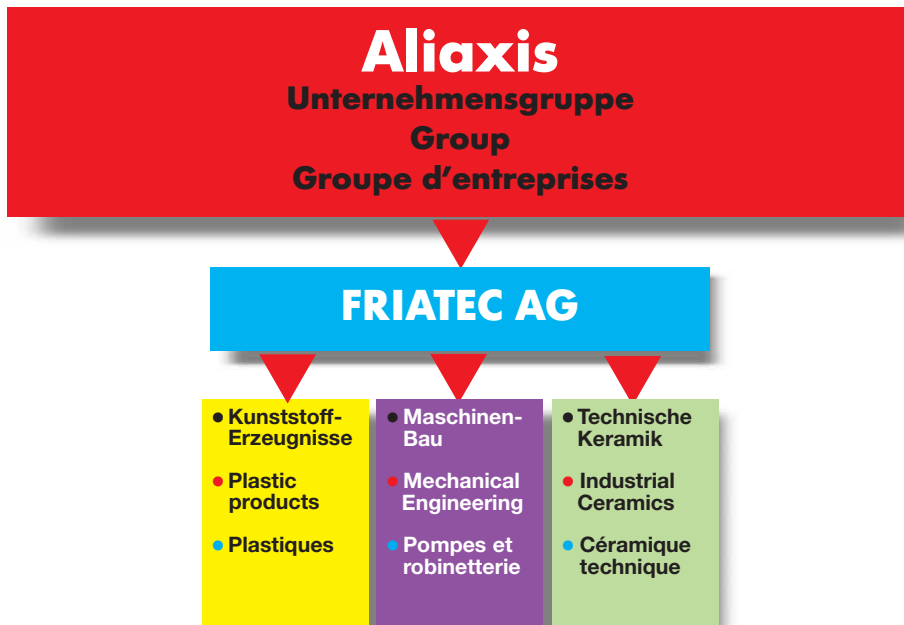 Aliaxis
Unternehmensgruppe
Group
Groupe d'entreprises
FRIATEC AG
• Kunststoff-
Erzeugnisse
• Plastic
products
• Plastiques
• Maschinen-
Bau
• Mechanical
Engineering
• Pompes et
robinetterie
• Technische
Keramik
• Industrial
Ceramics
• Céramique
technique